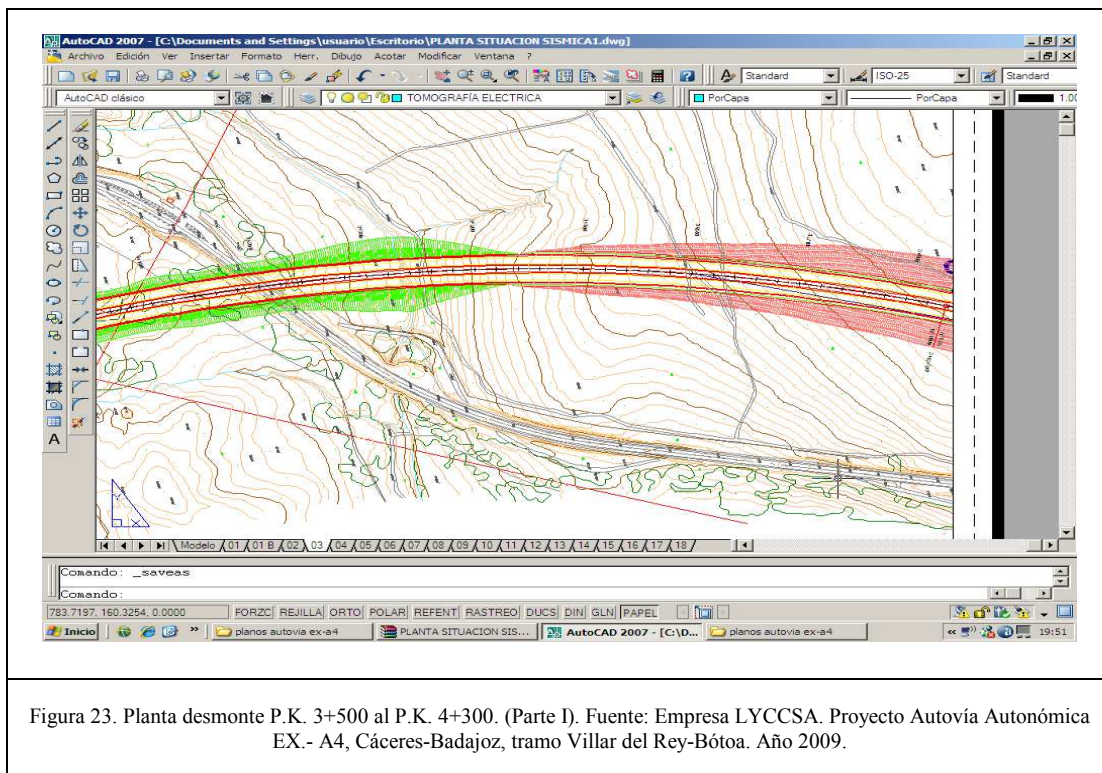 AutoCAD 2007 - [C:\Documents and Settings\usuario\Escritorio\PLANTA SITUACION SISMICA1.dwg]
Archivo Edición Ver Insertar Formato Herr. Dibujo Acotar Modificar Ventana ?
Standard ISO-25 Standard
AutoCAD clásico TOMOGRAFÍA ELECTRICA PorCapa PorCapa 1.00
A
Y
X
Modelo 01 01 B 02 03 04 05 06 07 08 09 10 11 12 13 14 15 16 17 18
Comando: _saveas
Comando:
783.7197, 160.3254, 0.0000 FORZC REJILLA ORTO POLAR REFENT RASTREO DUCS DIN GLN PAPEL
Inicio » planos autovia ex-a4 PLANTA SITUACION SIS... AutoCAD 2007 - [C:\D... planos autovia ex-a4 « 19:51
Figura 23. Planta desmonte P.K. 3+500 al P.K. 4+300. (Parte I). Fuente: Empresa LYCCSA. Proyecto Autovía Autonómica
EX.- A4, Cáceres-Badajoz, tramo Villar del Rey-Bótoa. Año 2009.